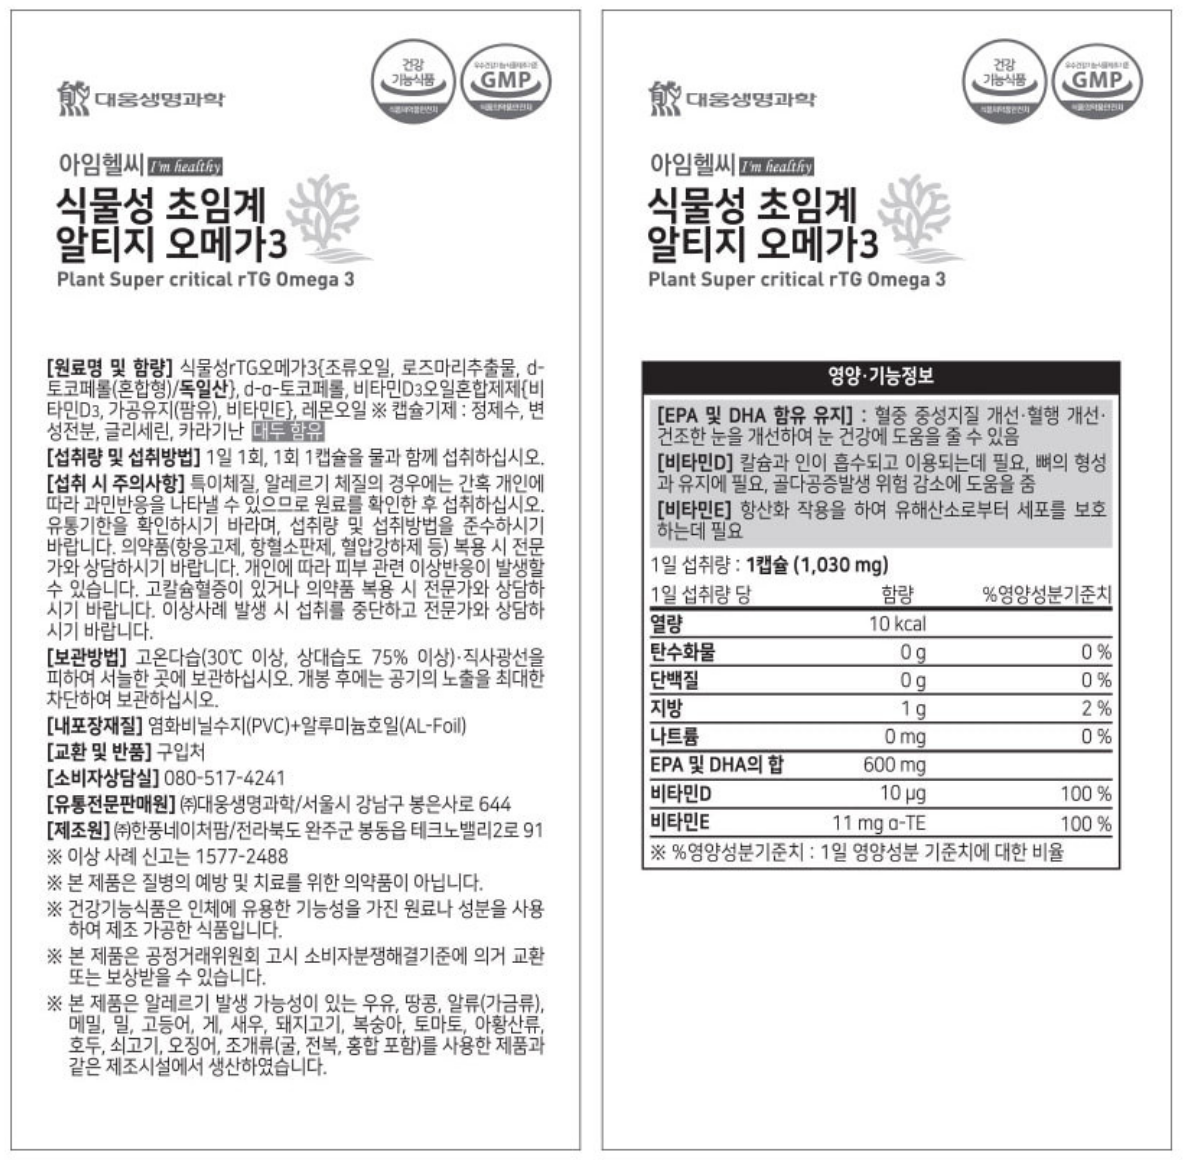 대웅생명과학
건강
기능식품
식품의약품안전처
우수건강기능식품제조기준
GMP
식품의약품안전처
아임헬씨 I'm healthy
식물성 초임계
알티지 오메가3
Plant Super critical rTG Omega 3
[원료명 및 함량] 식물성rTG오메가3{조류오일, 로즈마리추출물, d-
토코페롤(혼합형)/독일산}, d-α-토코페롤, 비타민D3오일혼합제제{비
타민D3, 가공유지(팜유), 비타민E}, 레몬오일 ※ 캡슐기제 : 정제수, 변
성전분, 글리세린, 카라기난 대두 함유
[섭취량 및 섭취방법] 1일 1회, 1회 1캡슐을 물과 함께 섭취하십시오.
[섭취 시 주의사항] 특이체질, 알레르기 체질의 경우에는 간혹 개인에
따라 과민반응을 나타낼 수 있으므로 원료를 확인한 후 섭취하십시오.
유통기한을 확인하시기 바라며, 섭취량 및 섭취방법을 준수하시기
바랍니다. 의약품(항응고제, 항혈소판제, 혈압강하제 등) 복용 시 전문
가와 상담하시기 바랍니다. 개인에 따라 피부 관련 이상반응이 발생할
수 있습니다. 고칼슘혈증이 있거나 의약품 복용 시 전문가와 상담하
시기 바랍니다. 이상사례 발생 시 섭취를 중단하고 전문가와 상담하
시기 바랍니다.
[보관방법] 고온다습(30℃ 이상, 상대습도 75% 이상)·직사광선을
피하여 서늘한 곳에 보관하십시오. 개봉 후에는 공기의 노출을 최대한
차단하여 보관하십시오.
[내포장재질] 염화비닐수지(PVC)+알루미늄호일(AL-Foil)
[교환 및 반품] 구입처
[소비자상담실] 080-517-4241
[유통전문판매원] ㈜대웅생명과학/서울시 강남구 봉은사로 644
[제조원] ㈜한풍네이처팜/전라북도 완주군 봉동읍 테크노밸리2로 91
※ 이상 사례 신고는 1577-2488
※ 본 제품은 질병의 예방 및 치료를 위한 의약품이 아닙니다.
※ 건강기능식품은 인체에 유용한 기능성을 가진 원료나 성분을 사용
하여 제조 가공한 식품입니다.
※ 본 제품은 공정거래위원회 고시 소비자분쟁해결기준에 의거 교환
또는 보상받을 수 있습니다.
※ 본 제품은 알레르기 발생 가능성이 있는 우유, 땅콩, 알류(가금류),
메밀, 밀, 고등어, 게, 새우, 돼지고기, 복숭아, 토마토, 아황산류,
호두, 쇠고기, 오징어, 조개류(굴, 전복, 홍합 포함)를 사용한 제품과
같은 제조시설에서 생산하였습니다.
대웅생명과학
건강
기능식품
식품의약품안전처
우수건강기능식품제조기준
GMP
식품의약품안전처
아임헬씨 I'm healthy
식물성 초임계
알티지 오메가3
Plant Super critical rTG Omega 3
영양·기능정보
[EPA 및 DHA 함유 유지] : 혈중 중성지질 개선·혈행 개선·
건조한 눈을 개선하여 눈 건강에 도움을 줄 수 있음
[비타민D] 칼슘과 인이 흡수되고 이용되는데 필요, 뼈의 형성
과 유지에 필요, 골다공증발생 위험 감소에 도움을 줌
[비타민E] 항산화 작용을 하여 유해산소로부터 세포를 보호
하는데 필요
1일 섭취량 : 1캡슐 (1,030 mg)
1일 섭취량 당 함량 %영양성분기준치
열량 10 kcal
탄수화물 0 g 0 %
단백질 0 g 0 %
지방 1 g 2 %
나트륨 0 mg 0 %
EPA 및 DHA의 합 600 mg
비타민D 10 μg 100 %
비타민E 11 mg α-TE 100 %
※ %영양성분기준치 : 1일 영양성분 기준치에 대한 비율